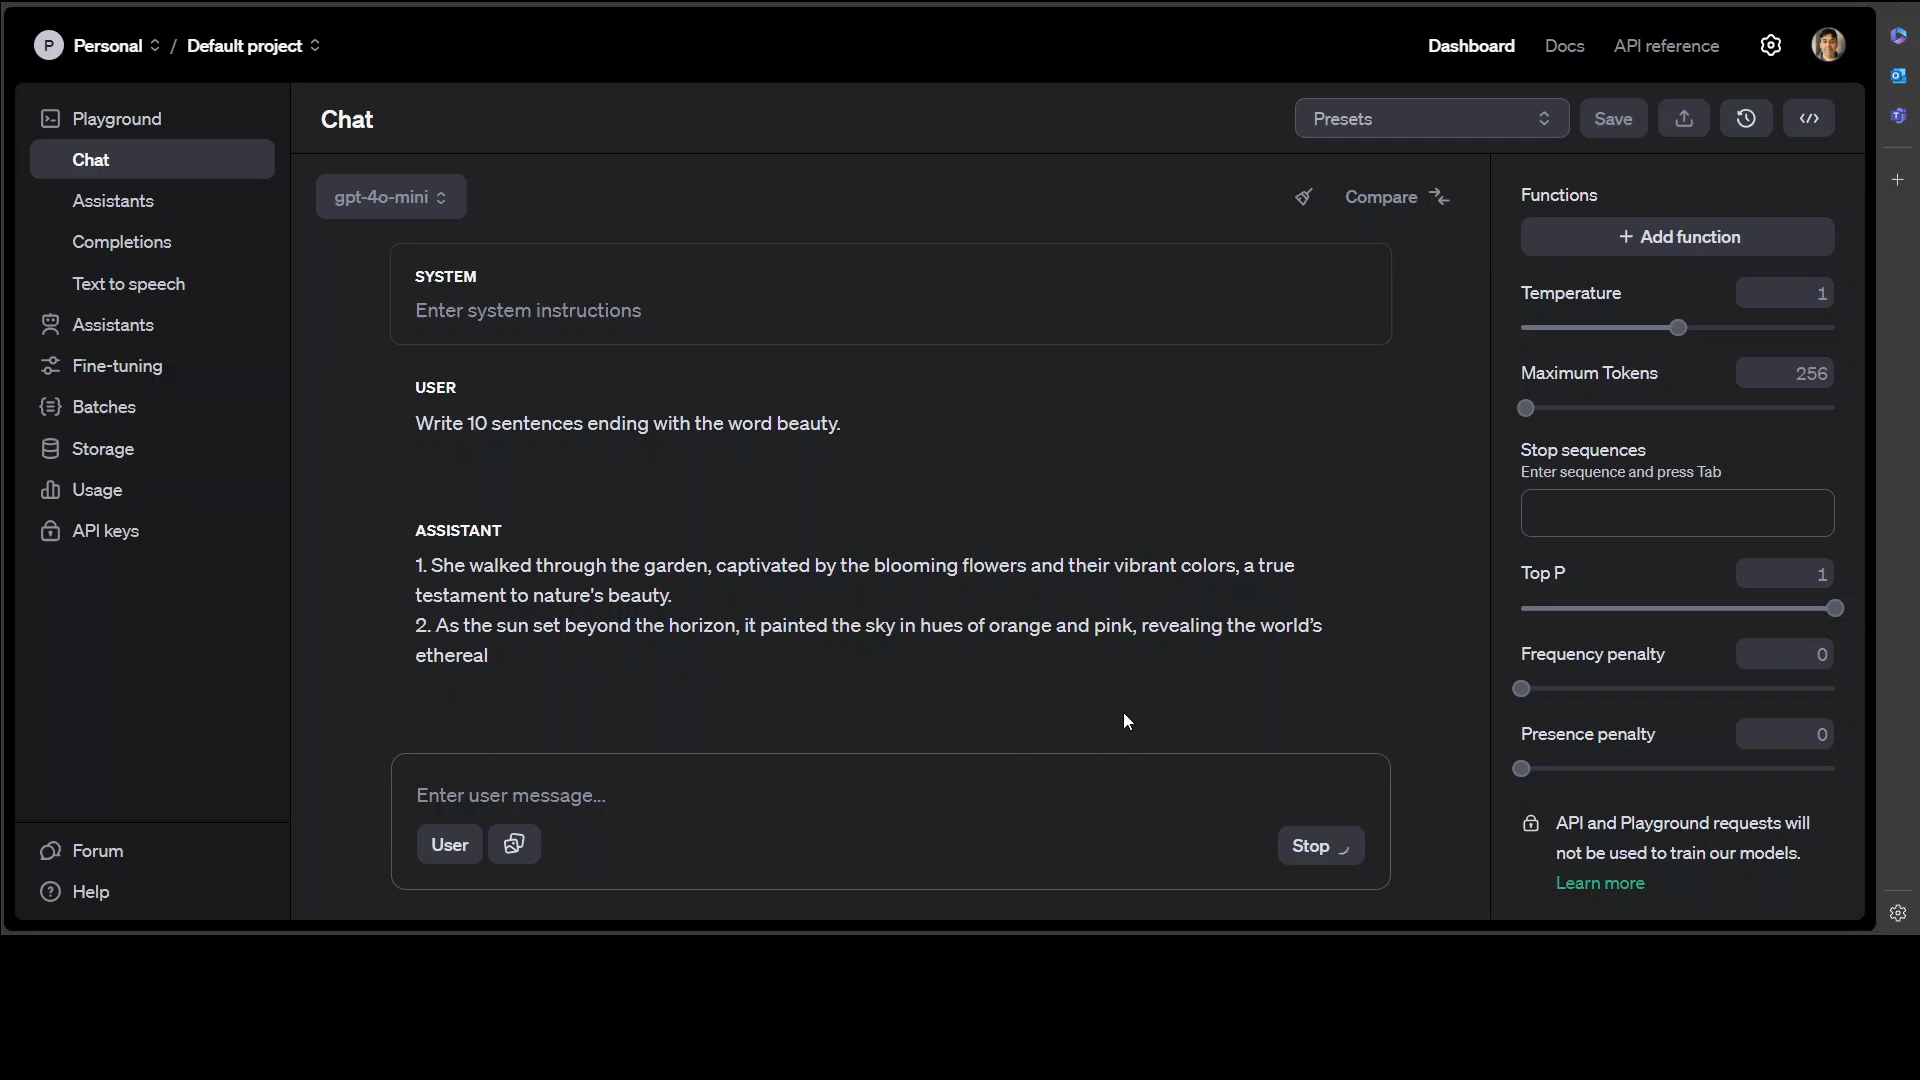 P Personal / Default project
Dashboard Docs API reference
Playground
Chat
Assistants
Completions
Text to speech
Assistants
Fine-tuning
Batches
Storage
Usage
API keys
Forum
Help
Chat
Presets Save
gpt-4o-mini
Compare
SYSTEM
Enter system instructions
USER
Write 10 sentences ending with the word beauty.
ASSISTANT
1. She walked through the garden, captivated by the blooming flowers and their vibrant colors, a true
testament to nature's beauty.
2. As the sun set beyond the horizon, it painted the sky in hues of orange and pink, revealing the world’s
ethereal
Enter user message...
User
Stop
Functions
+ Add function
Temperature 1
Maximum Tokens 256
Stop sequences
Enter sequence and press Tab
Top P 1
Frequency penalty 0
Presence penalty 0
API and Playground requests will
not be used to train our models.
Learn more